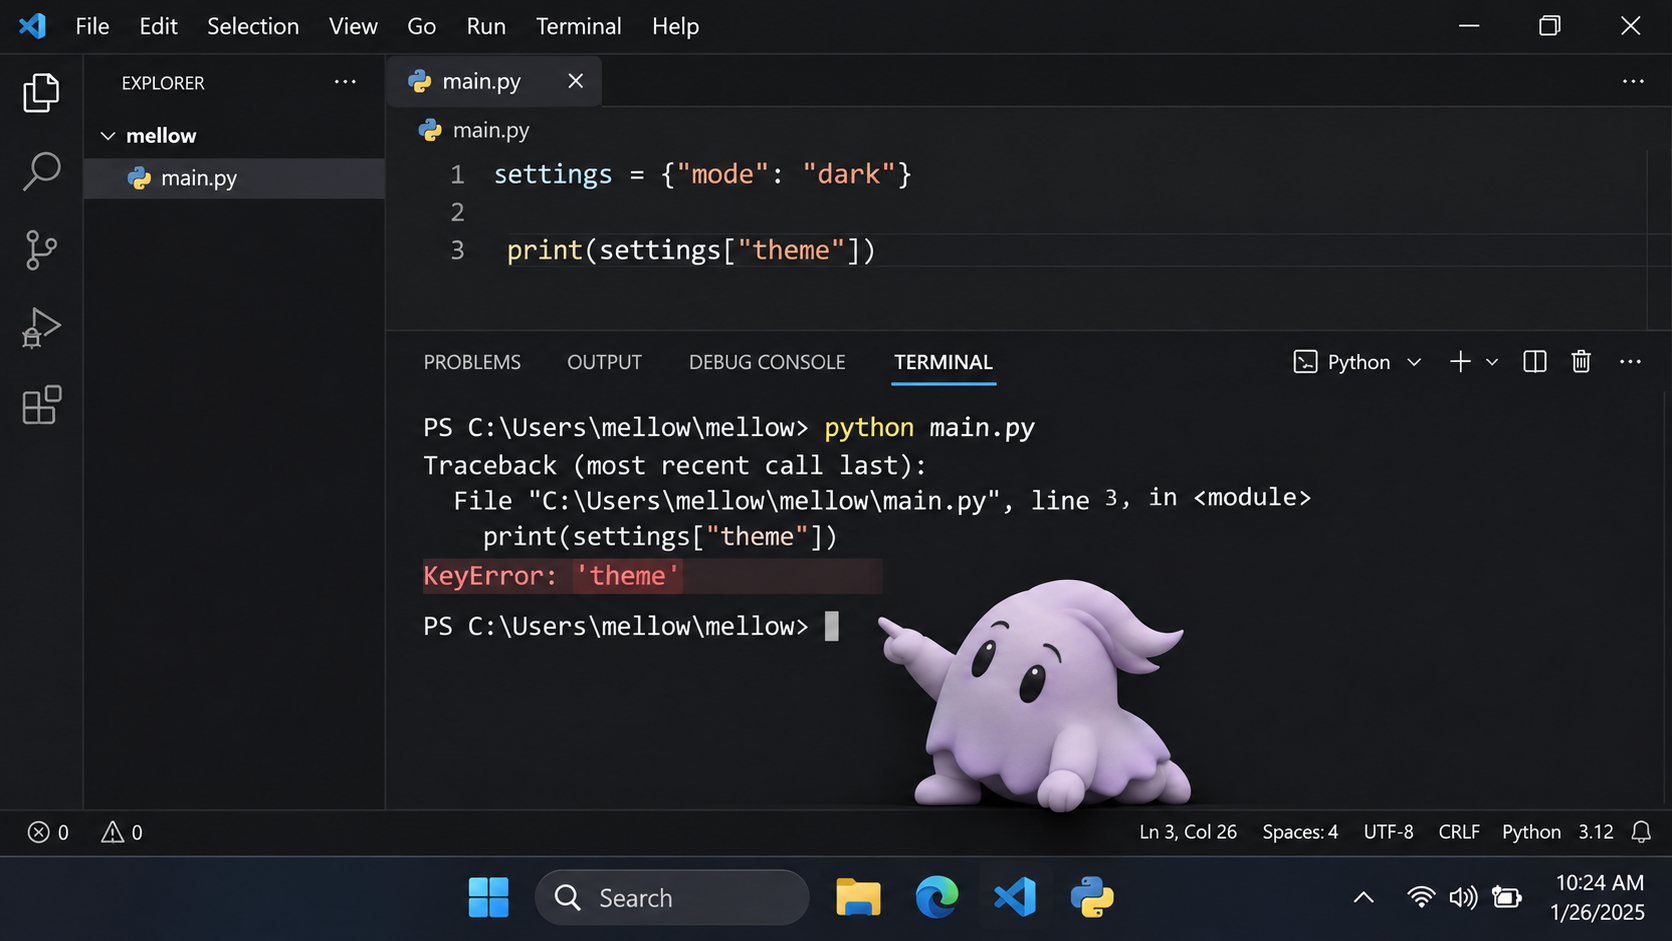 File Edit Selection View Go Run Terminal Help
EXPLORER
mellow
main.py
main.py
main.py
1 settings = {"mode": "dark"}
2
3 print(settings["theme"])
PROBLEMS OUTPUT DEBUG CONSOLE TERMINAL
Python
PS C:\Users\mellow\mellow> python main.py
Traceback (most recent call last):
File "C:\Users\mellow\mellow\main.py", line 3, in <module>
print(settings["theme"])
KeyError: 'theme'
PS C:\Users\mellow\mellow>
0 0
Ln 3, Col 26 Spaces: 4 UTF-8 CRLF Python 3.12
Search
10:24 AM
1/26/2025